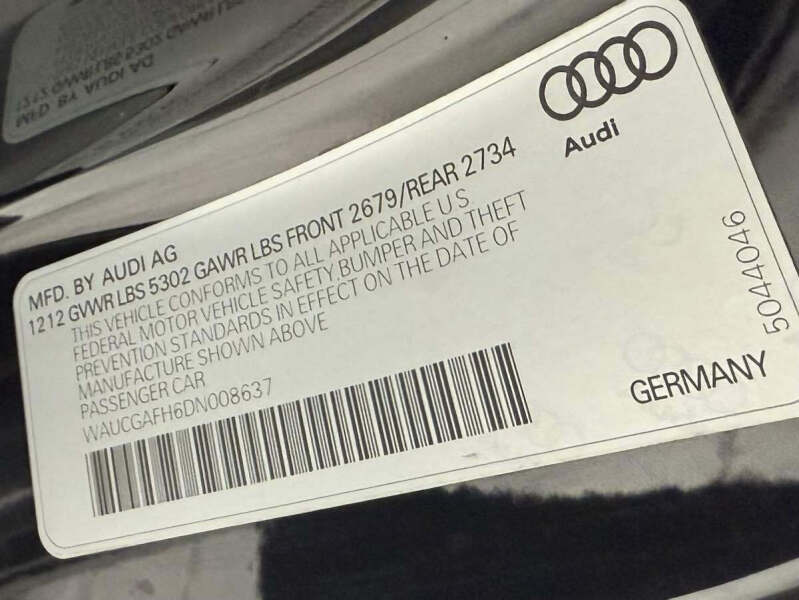 Audi
MFD. BY AUDI AG
1212 GVWR LBS 5302 GAWR LBS FRONT 2679/REAR 2734
THIS VEHICLE CONFORMS TO ALL APPLICABLE U.S.
FEDERAL MOTOR VEHICLE SAFETY BUMPER AND THEFT
PREVENTION STANDARDS IN EFFECT ON THE DATE OF
MANUFACTURE SHOWN ABOVE
PASSENGER CAR
WAUCGAFH6DN008637
GERMANY
5044046